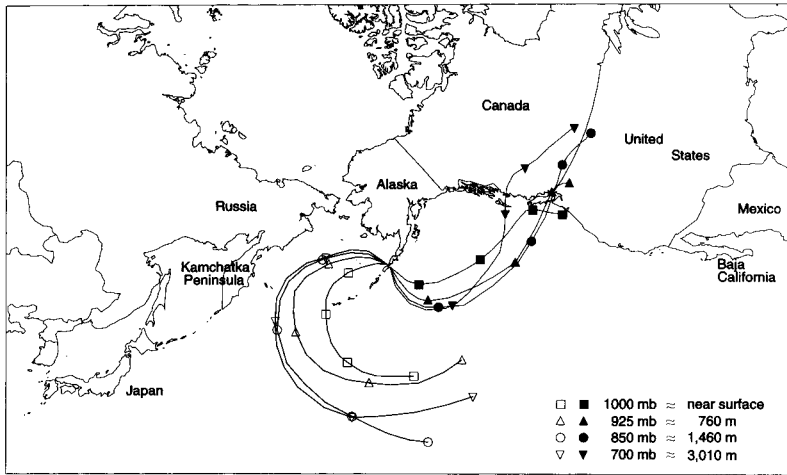 Canada
United
States
Alaska
Russia
Mexico
Kamchatka
Peninsula
Baja
California
Japan
□ ■ 1000 mb ≈ near surface
△ ▲ 925 mb ≈ 760 m
○ ● 850 mb ≈ 1,460 m
▽ ▼ 700 mb ≈ 3,010 m